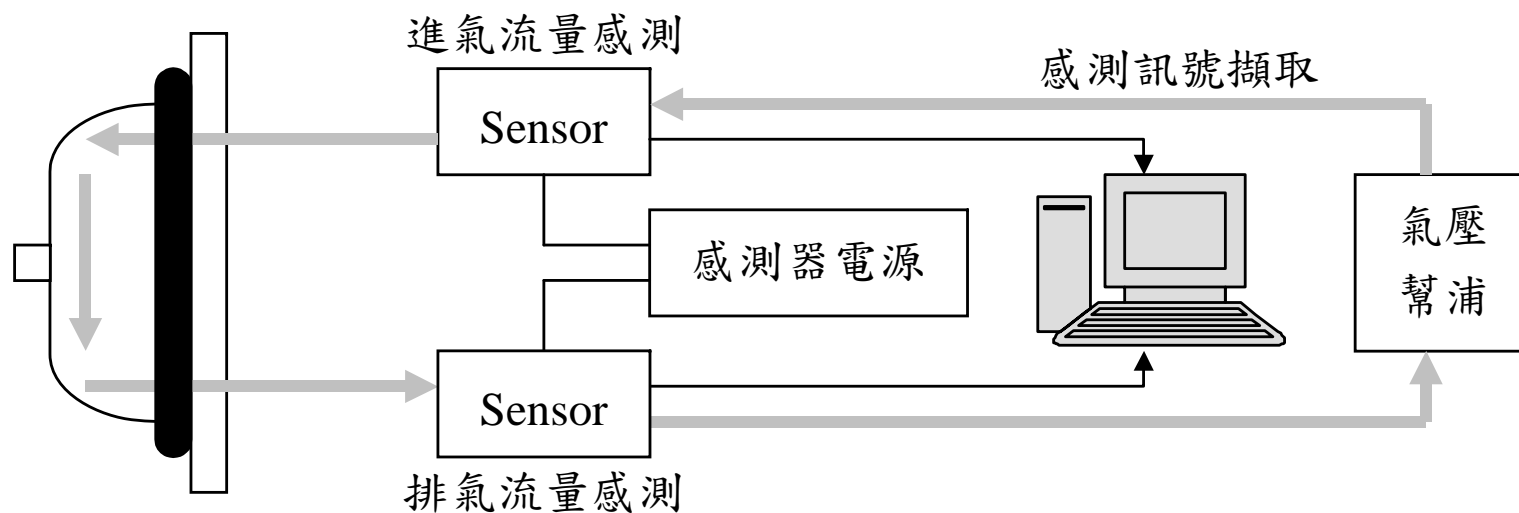 進氣流量感測
感測訊號擷取
Sensor
感測器電源
氣壓
幫浦
Sensor
排氣流量感測